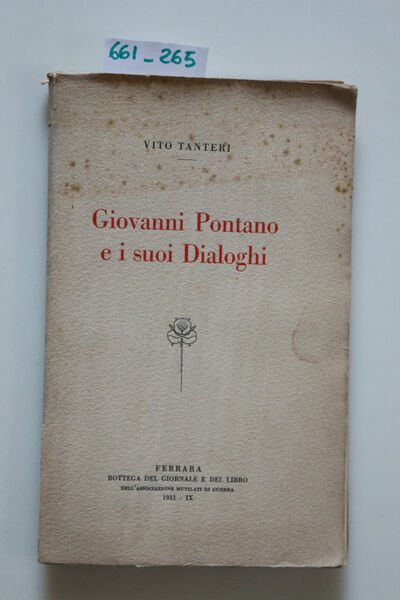 661_265
VITO TANTERI
Giovanni Pontano
e i suoi Dialoghi
FERRARA
BOTTEGA DEL GIORNALE E DEL LIBRO
DELL'ASSOCIAZIONE MUTILATI DI GUERRA
1931 - IX